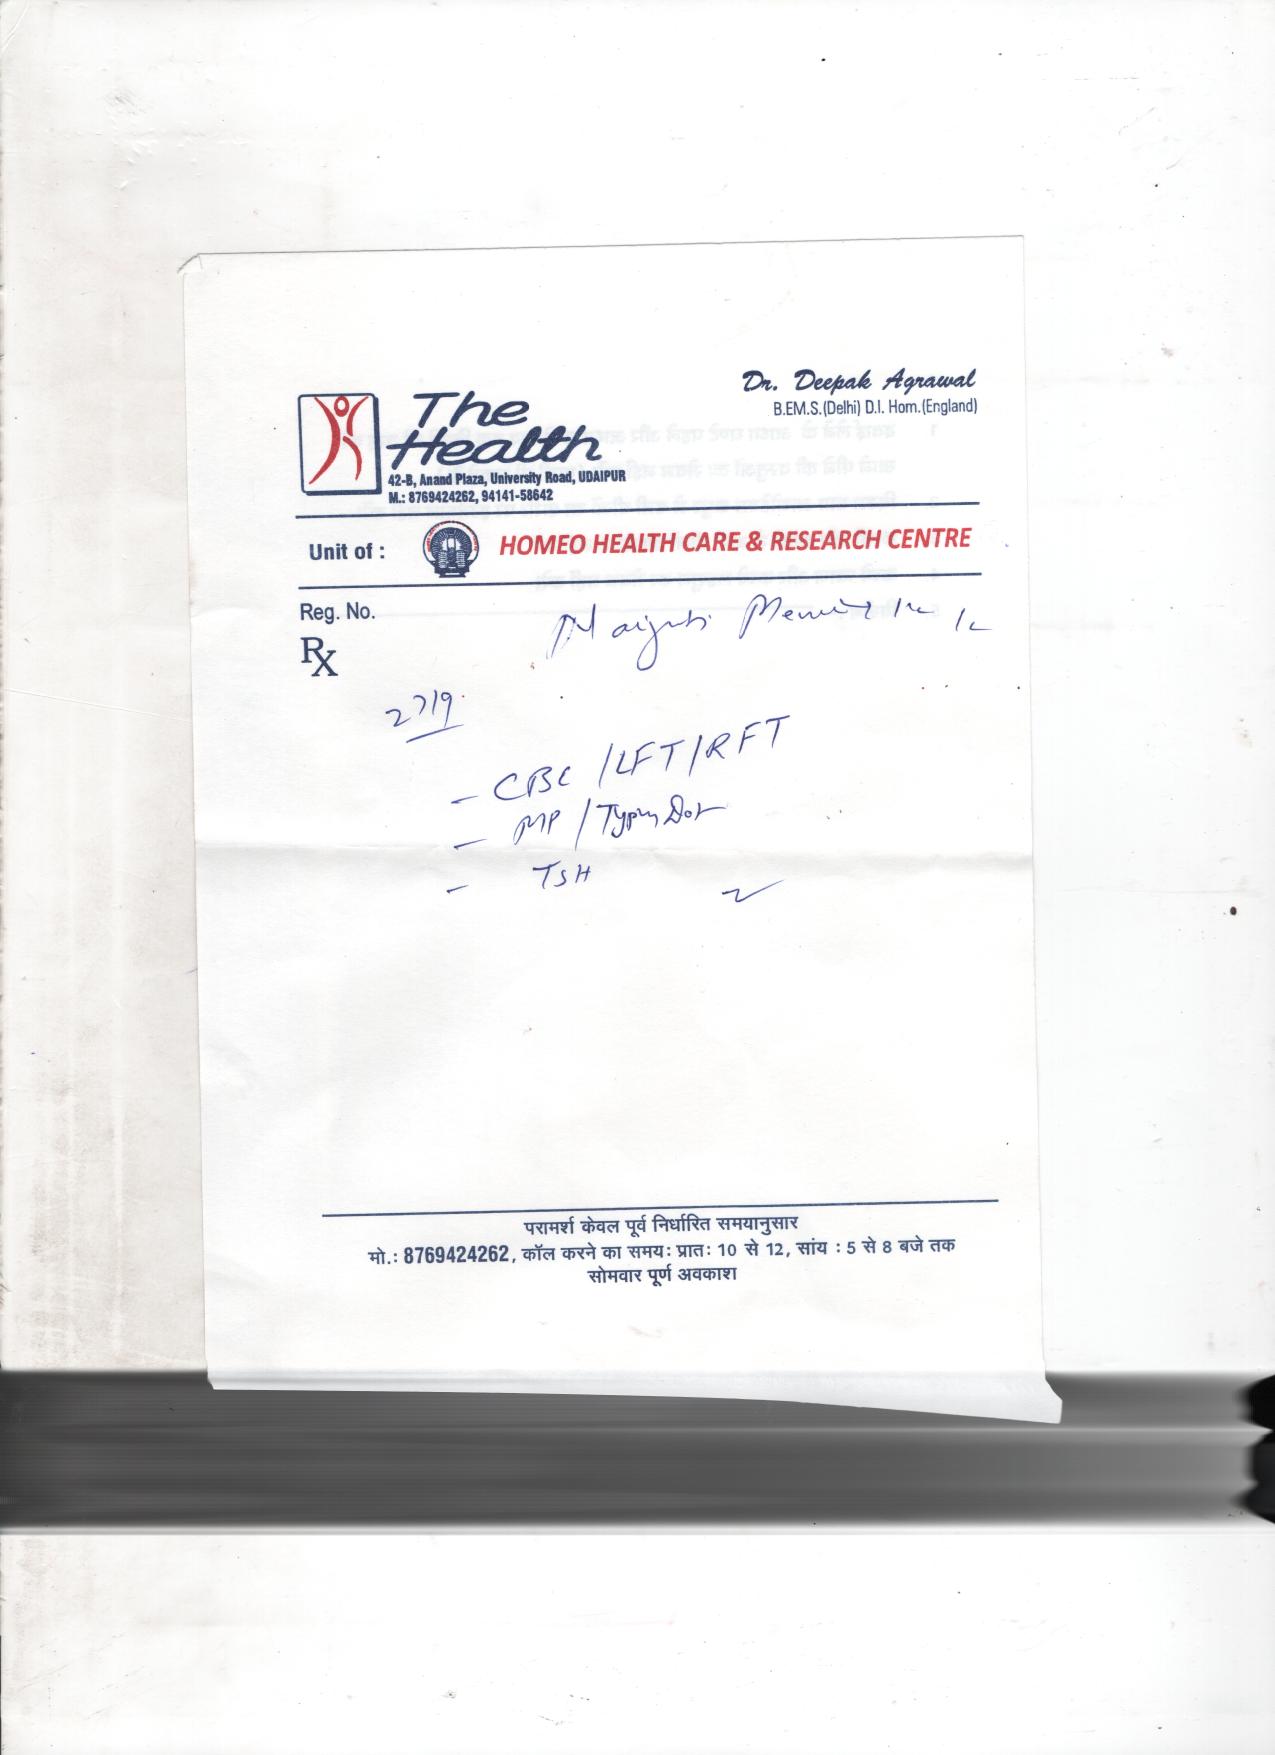 Dr. Deepak Agrawal
B.EM.S.(Delhi) D.I. Hom.(England)
The
Health
42-B, Anand Plaza, University Road, UDAIPUR
M.: 8769424262, 94141-58642
Unit of : HOMEO HEALTH CARE & RESEARCH CENTRE
Reg. No.
Rx
27/9
- CBC /LFT/RFT
- MP / Typhi Dot
- TSH
परामर्श केवल पूर्व निर्धारित समयानुसार
मो.: 8769424262, कॉल करने का समय: प्रात: 10 से 12, सांय : 5 से 8 बजे तक
सोमवार पूर्ण अवकाश